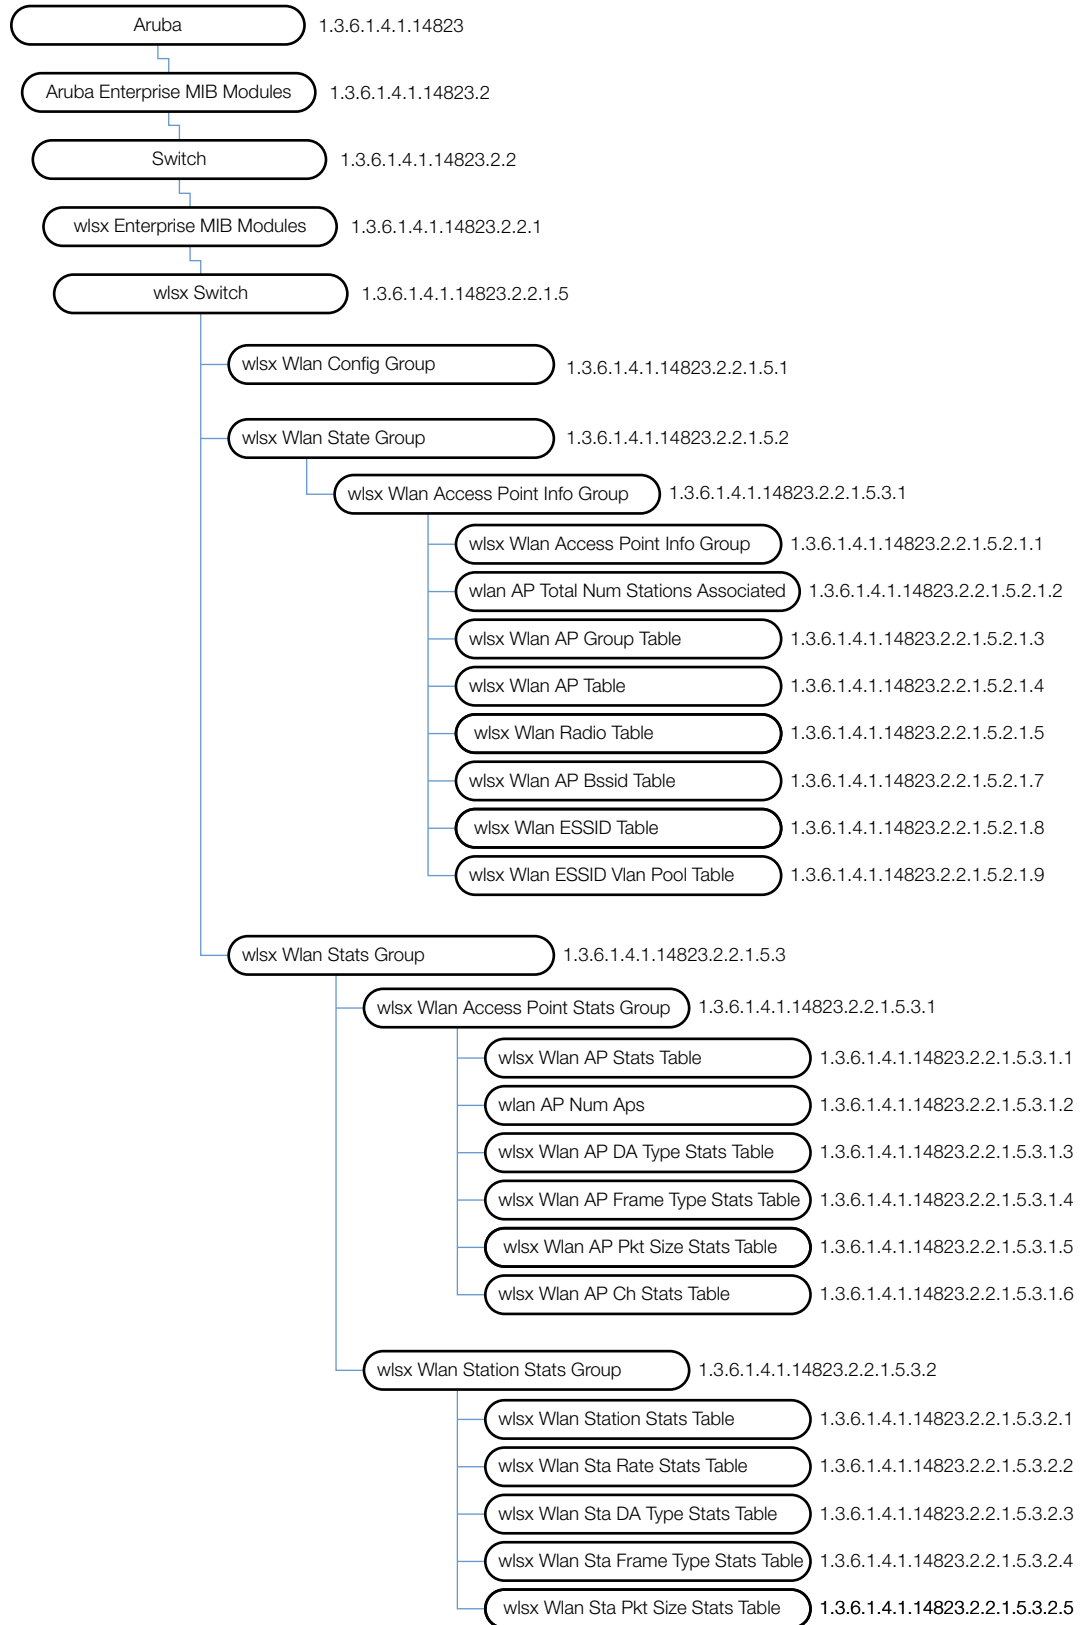 Aruba 1.3.6.1.4.1.14823
Aruba Enterprise MIB Modules 1.3.6.1.4.1.14823.2
Switch 1.3.6.1.4.1.14823.2.2
wlsx Enterprise MIB Modules 1.3.6.1.4.1.14823.2.2.1
wlsx Switch 1.3.6.1.4.1.14823.2.2.1.5
wlsx Wlan Config Group 1.3.6.1.4.1.14823.2.2.1.5.1
wlsx Wlan State Group 1.3.6.1.4.1.14823.2.2.1.5.2
wlsx Wlan Access Point Info Group 1.3.6.1.4.1.14823.2.2.1.5.3.1
wlsx Wlan Access Point Info Group 1.3.6.1.4.1.14823.2.2.1.5.2.1.1
wlan AP Total Num Stations Associated 1.3.6.1.4.1.14823.2.2.1.5.2.1.2
wlsx Wlan AP Group Table 1.3.6.1.4.1.14823.2.2.1.5.2.1.3
wlsx Wlan AP Table 1.3.6.1.4.1.14823.2.2.1.5.2.1.4
wlsx Wlan Radio Table 1.3.6.1.4.1.14823.2.2.1.5.2.1.5
wlsx Wlan AP Bssid Table 1.3.6.1.4.1.14823.2.2.1.5.2.1.7
wlsx Wlan ESSID Table 1.3.6.1.4.1.14823.2.2.1.5.2.1.8
wlsx Wlan ESSID Vlan Pool Table 1.3.6.1.4.1.14823.2.2.1.5.2.1.9
wlsx Wlan Stats Group 1.3.6.1.4.1.14823.2.2.1.5.3
wlsx Wlan Access Point Stats Group 1.3.6.1.4.1.14823.2.2.1.5.3.1
wlsx Wlan AP Stats Table 1.3.6.1.4.1.14823.2.2.1.5.3.1.1
wlan AP Num Aps 1.3.6.1.4.1.14823.2.2.1.5.3.1.2
wlsx Wlan AP DA Type Stats Table 1.3.6.1.4.1.14823.2.2.1.5.3.1.3
wlsx Wlan AP Frame Type Stats Table 1.3.6.1.4.1.14823.2.2.1.5.3.1.4
wlsx Wlan AP Pkt Size Stats Table 1.3.6.1.4.1.14823.2.2.1.5.3.1.5
wlsx Wlan AP Ch Stats Table 1.3.6.1.4.1.14823.2.2.1.5.3.1.6
wlsx Wlan Station Stats Group 1.3.6.1.4.1.14823.2.2.1.5.3.2
wlsx Wlan Station Stats Table 1.3.6.1.4.1.14823.2.2.1.5.3.2.1
wlsx Wlan Sta Rate Stats Table 1.3.6.1.4.1.14823.2.2.1.5.3.2.2
wlsx Wlan Sta DA Type Stats Table 1.3.6.1.4.1.14823.2.2.1.5.3.2.3
wlsx Wlan Sta Frame Type Stats Table 1.3.6.1.4.1.14823.2.2.1.5.3.2.4
wlsx Wlan Sta Pkt Size Stats Table 1.3.6.1.4.1.14823.2.2.1.5.3.2.5